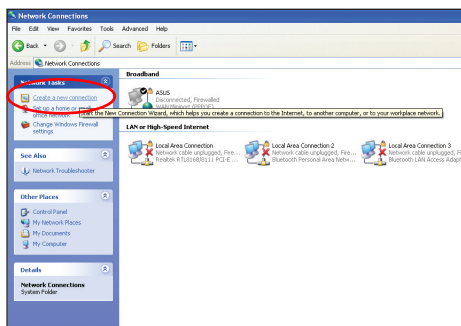 Network Connections
File Edit View Favorites Tools Advanced Help
Back Search Folders
Address Network Connections
Network Tasks
Create a new connection
Set up a home or small
office network
Change Windows Firewall
settings
See Also
Network Troubleshooter
Other Places
Control Panel
My Network Places
My Documents
My Computer
Details
Network Connections
System Folder
Broadband
ASUS
Disconnected, Firewalled
WAN Miniport (PPPOE)
Start the New Connection Wizard, which helps you create a connection to the Internet, to another computer, or to your workplace network.
LAN or High-Speed Internet
Local Area Connection
Network cable unplugged, Fire...
Realtek RTL8168/8111 PCI-E ...
Local Area Connection 2
Network cable unplugged, Fire...
Bluetooth Personal Area Netw...
Local Area Connection 3
Network cable unplugged, F
Bluetooth LAN Access Adapt